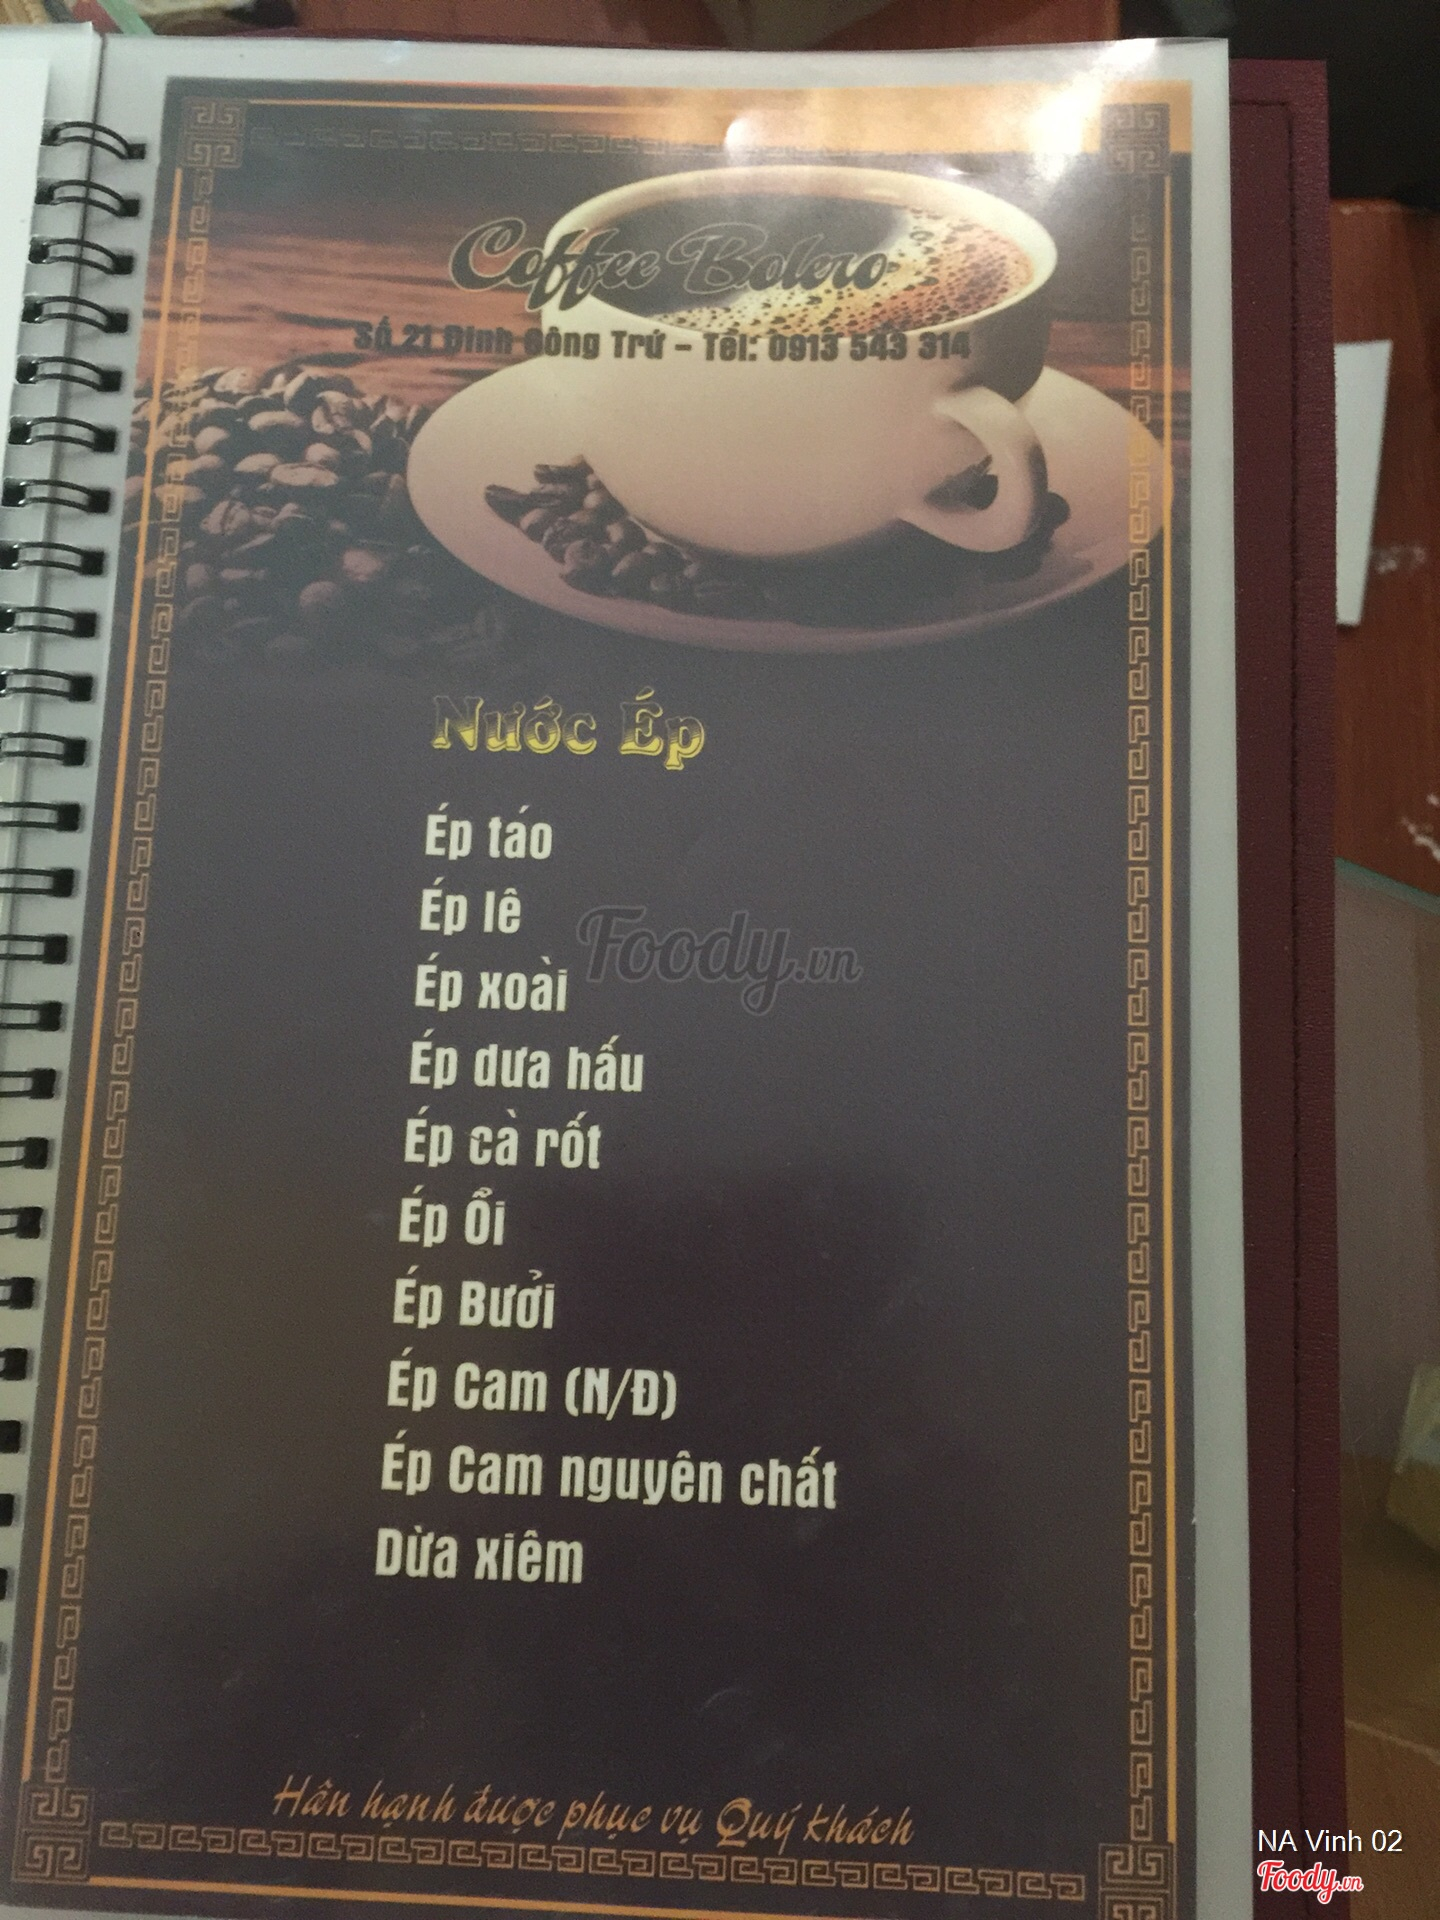 Coffee Bolero
Số 21 Đinh Công Trứ - Tel: 0913 543 314
Nước Ép
Ép táo
Ép lê
Ép xoài
Ép dưa hấu
Ép cà rốt
Ép Ổi
Ép Bưởi
Ép Cam (N/Đ)
Ép Cam nguyên chất
Dừa xiêm
Hân hạnh được phục vụ Quý khách
Foody.vn
NA Vinh 02
Foody.vn